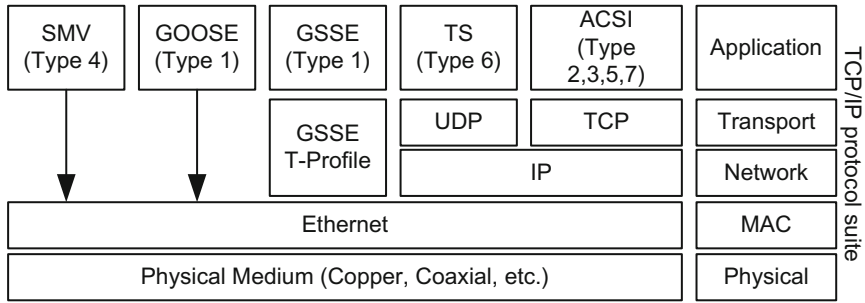 SMV
(Type 4)
GOOSE
(Type 1)
GSSE
(Type 1)
TS
(Type 6)
ACSI
(Type
2,3,5,7)
Application
GSSE
T-Profile
UDP
TCP
Transport
IP
Network
Ethernet
MAC
Physical Medium (Copper, Coaxial, etc.)
Physical
TCP/IP protocol suite